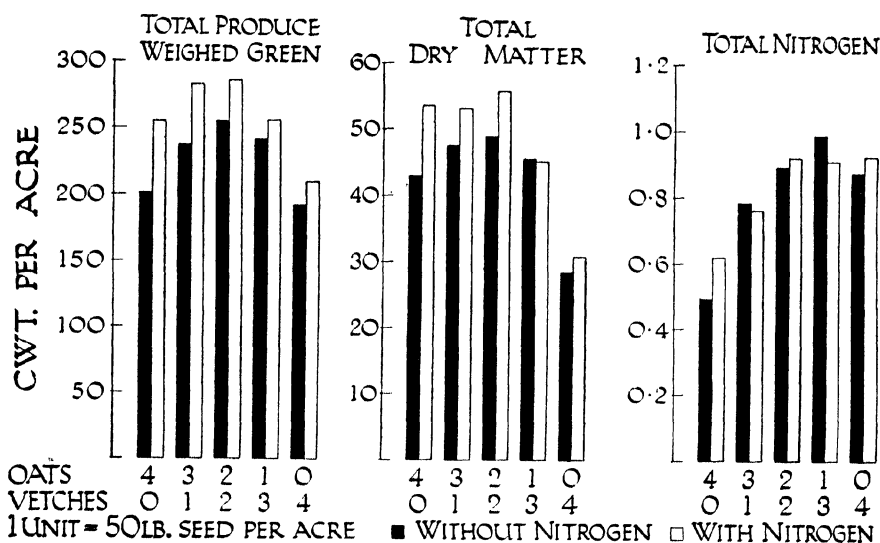 TOTAL PRODUCE
WEIGHED GREEN
TOTAL
DRY MATTER
TOTAL NITROGEN
CWT. PER ACRE
300
250
200
150
100
50
60
50
40
30
20
10
1·2
1·0
0·8
0·6
0·4
0·2
OATS 4 3 2 1 0 4 3 2 1 0 4 3 2 1 0
VETCHES 0 1 2 3 4 0 1 2 3 4 0 1 2 3 4
1 UNIT = 50 LB. SEED PER ACRE ■ WITHOUT NITROGEN □ WITH NITROGEN